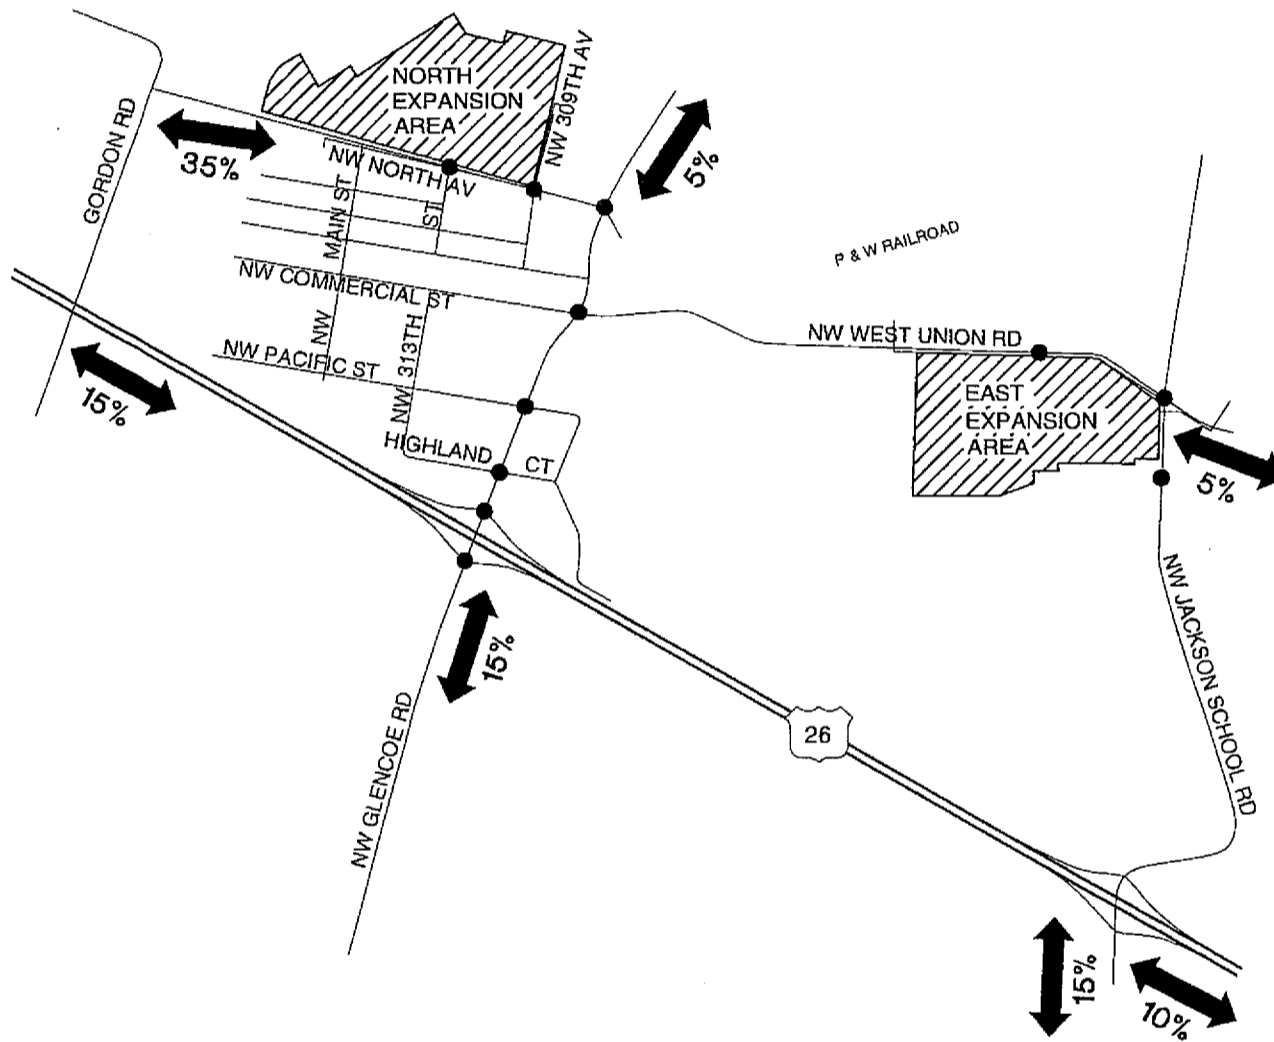 NORTH
EXPANSION
AREA
NW 309TH AV
GORDON RD
35%
5%
NW NORTH AV
MAIN ST
ST
P & W RAILROAD
NW COMMERCIAL ST
NW
NW PACIFIC ST
NW 313TH
NW WEST UNION RD
15%
EAST
EXPANSION
AREA
HIGHLAND CT
5%
NW JACKSON SCHOOL RD
15%
NW GLENCOE RD
26
15%
10%